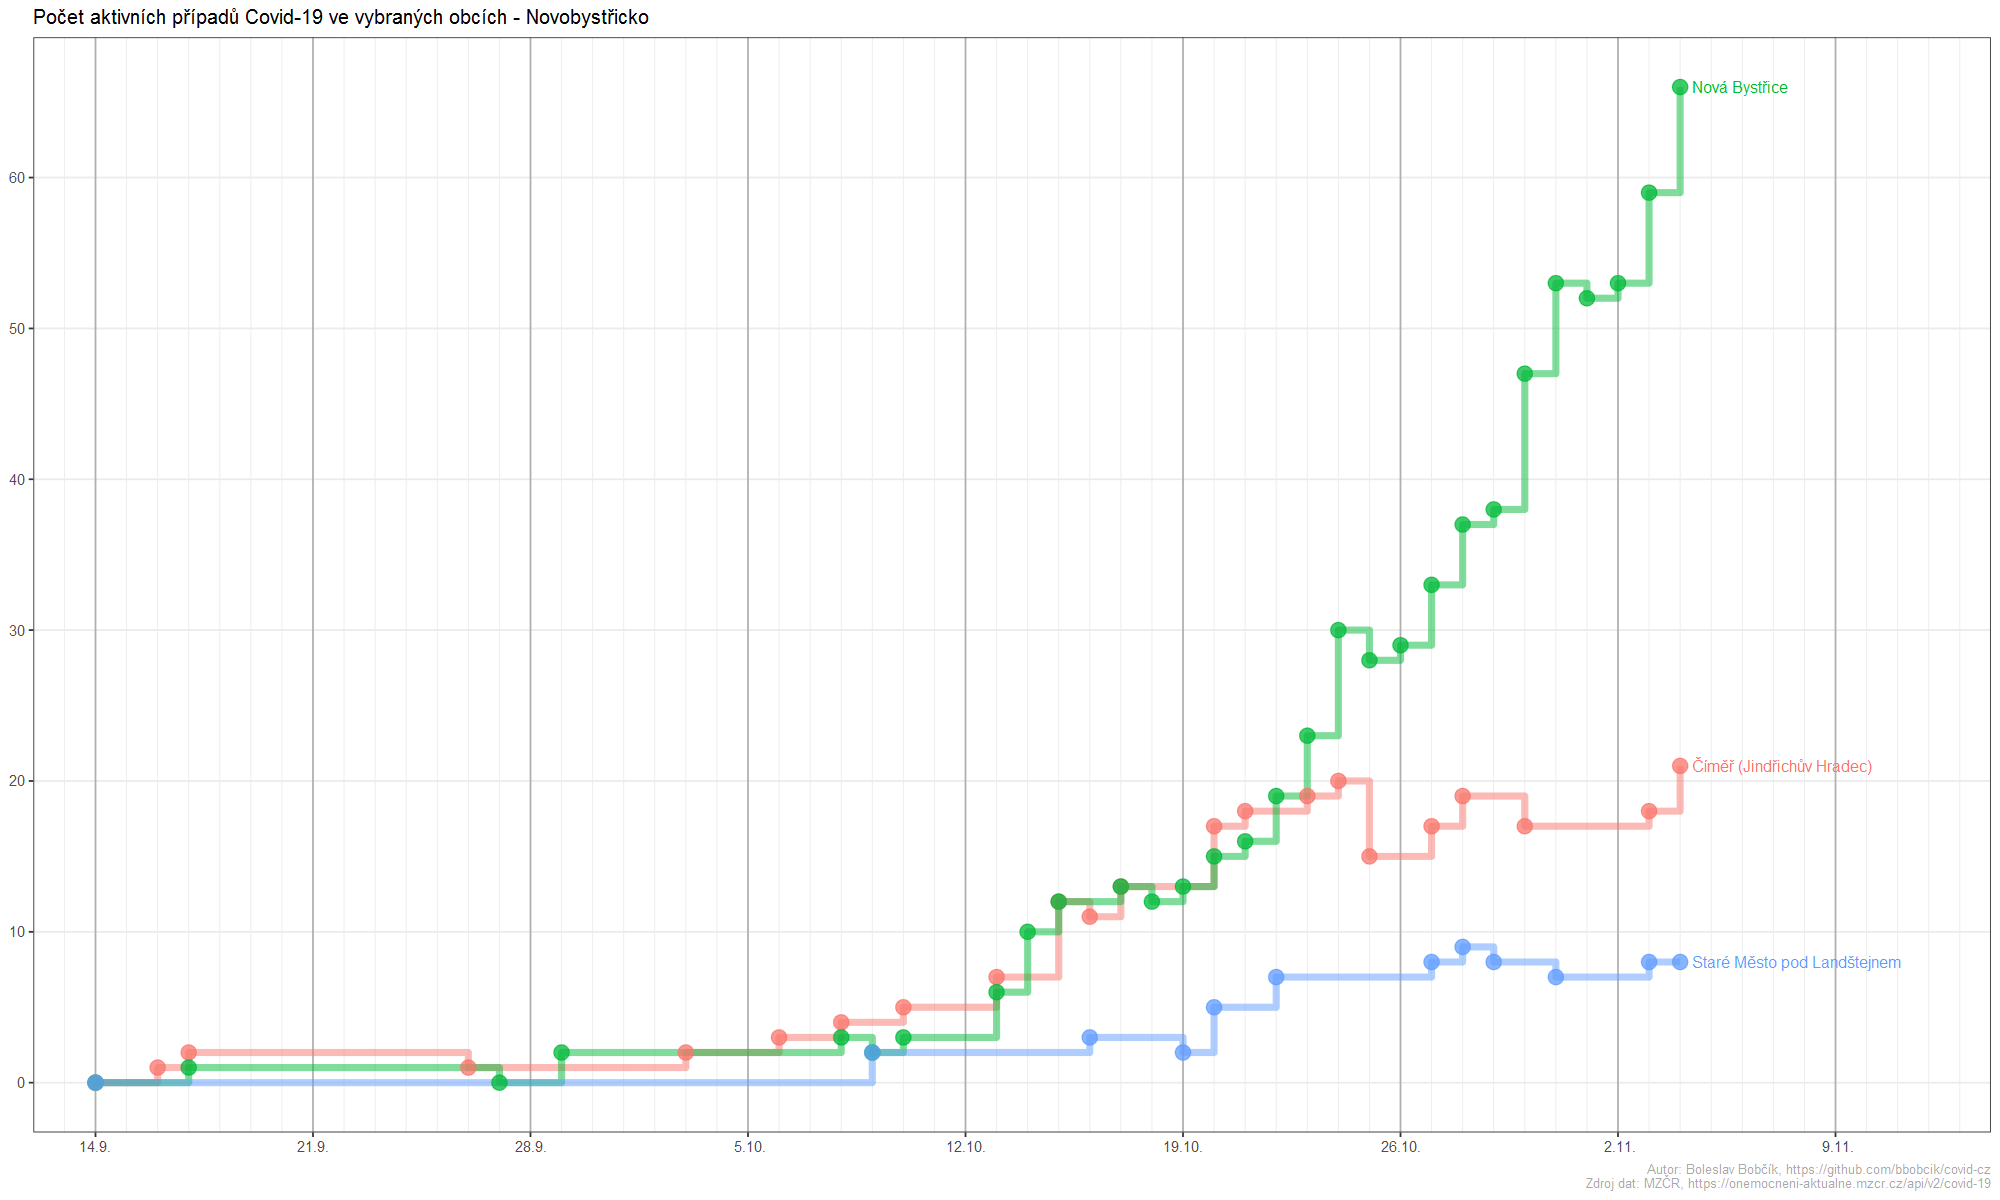 Počet aktivních případů Covid-19 ve vybraných obcích - Novobystřicko
Nová Bystřice
60
50
40
30
20
Číměř (Jindřichův Hradec)
10
Staré Město pod Landštejnem
0
14.9.
21.9.
28.9.
5.10.
12.10.
19.10.
26.10.
2.11.
9.11.
Autor: Boleslav Bobčík, https://github.com/bbobcik/covid-cz
Zdroj dat: MZČR, https://onemocneni-aktualne.mzcr.cz/api/v2/covid-19